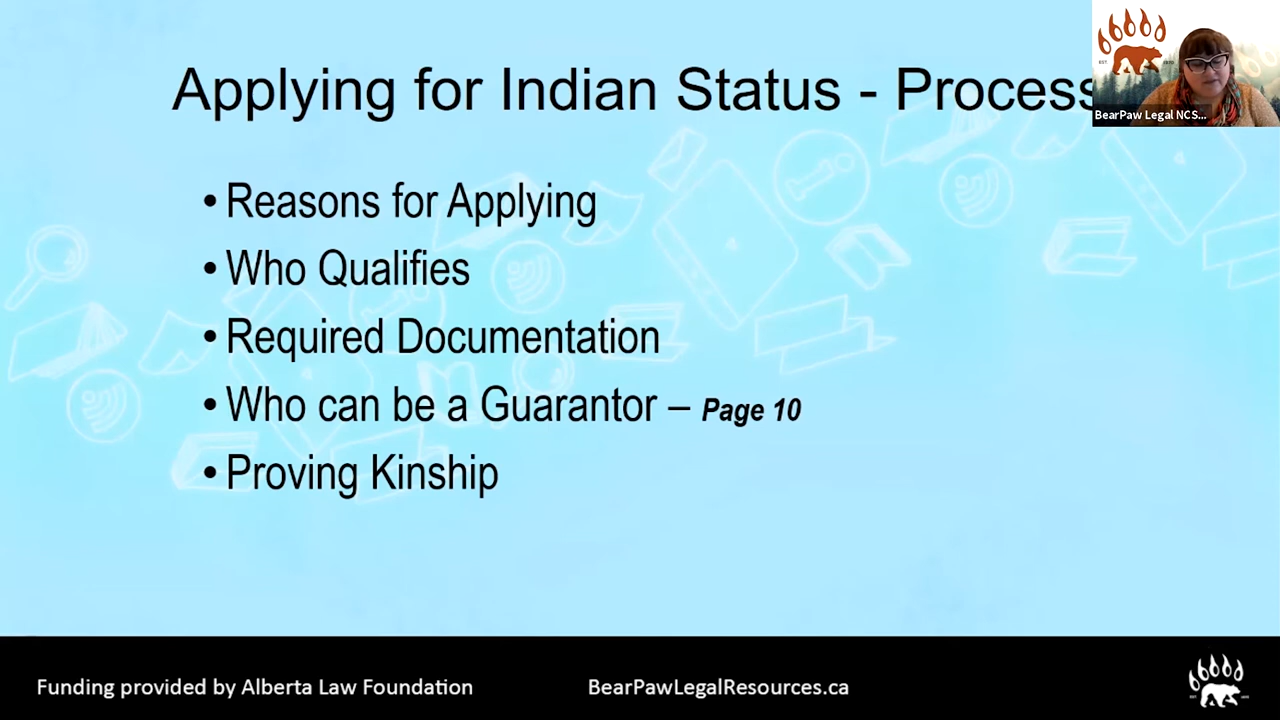 Applying for Indian Status - Process
BearPaw Legal NCS...
• Reasons for Applying
• Who Qualifies
• Required Documentation
• Who can be a Guarantor – Page 10
• Proving Kinship
Funding provided by Alberta Law Foundation
BearPawLegalResources.ca